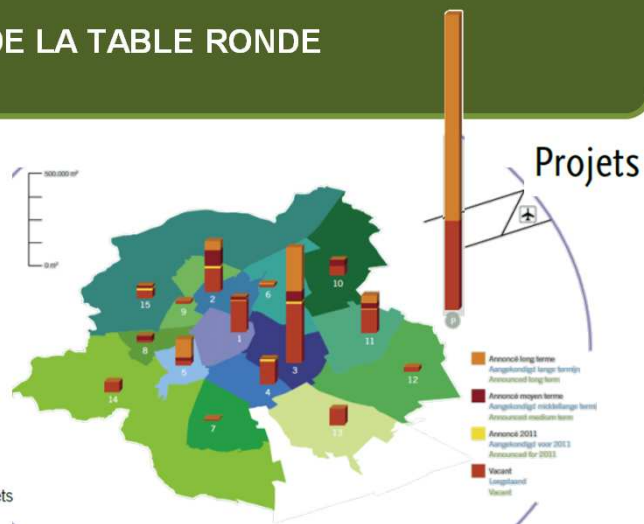 DE LA TABLE RONDE
Projets
500.000 m²
0 m²
10
15
2
6
9
1
11
8
3
5
4
12
14
7
13
P
Annoncé long terme
Aangekondigd lange termijn
Announced long term
Annoncé moyen terme
Aangekondigd middellange termi
Announced medium term
Annoncé 2011
Aangekondigd voor 2011
Announced for 2011
Vacant
Leegstaand
Vacant
ets